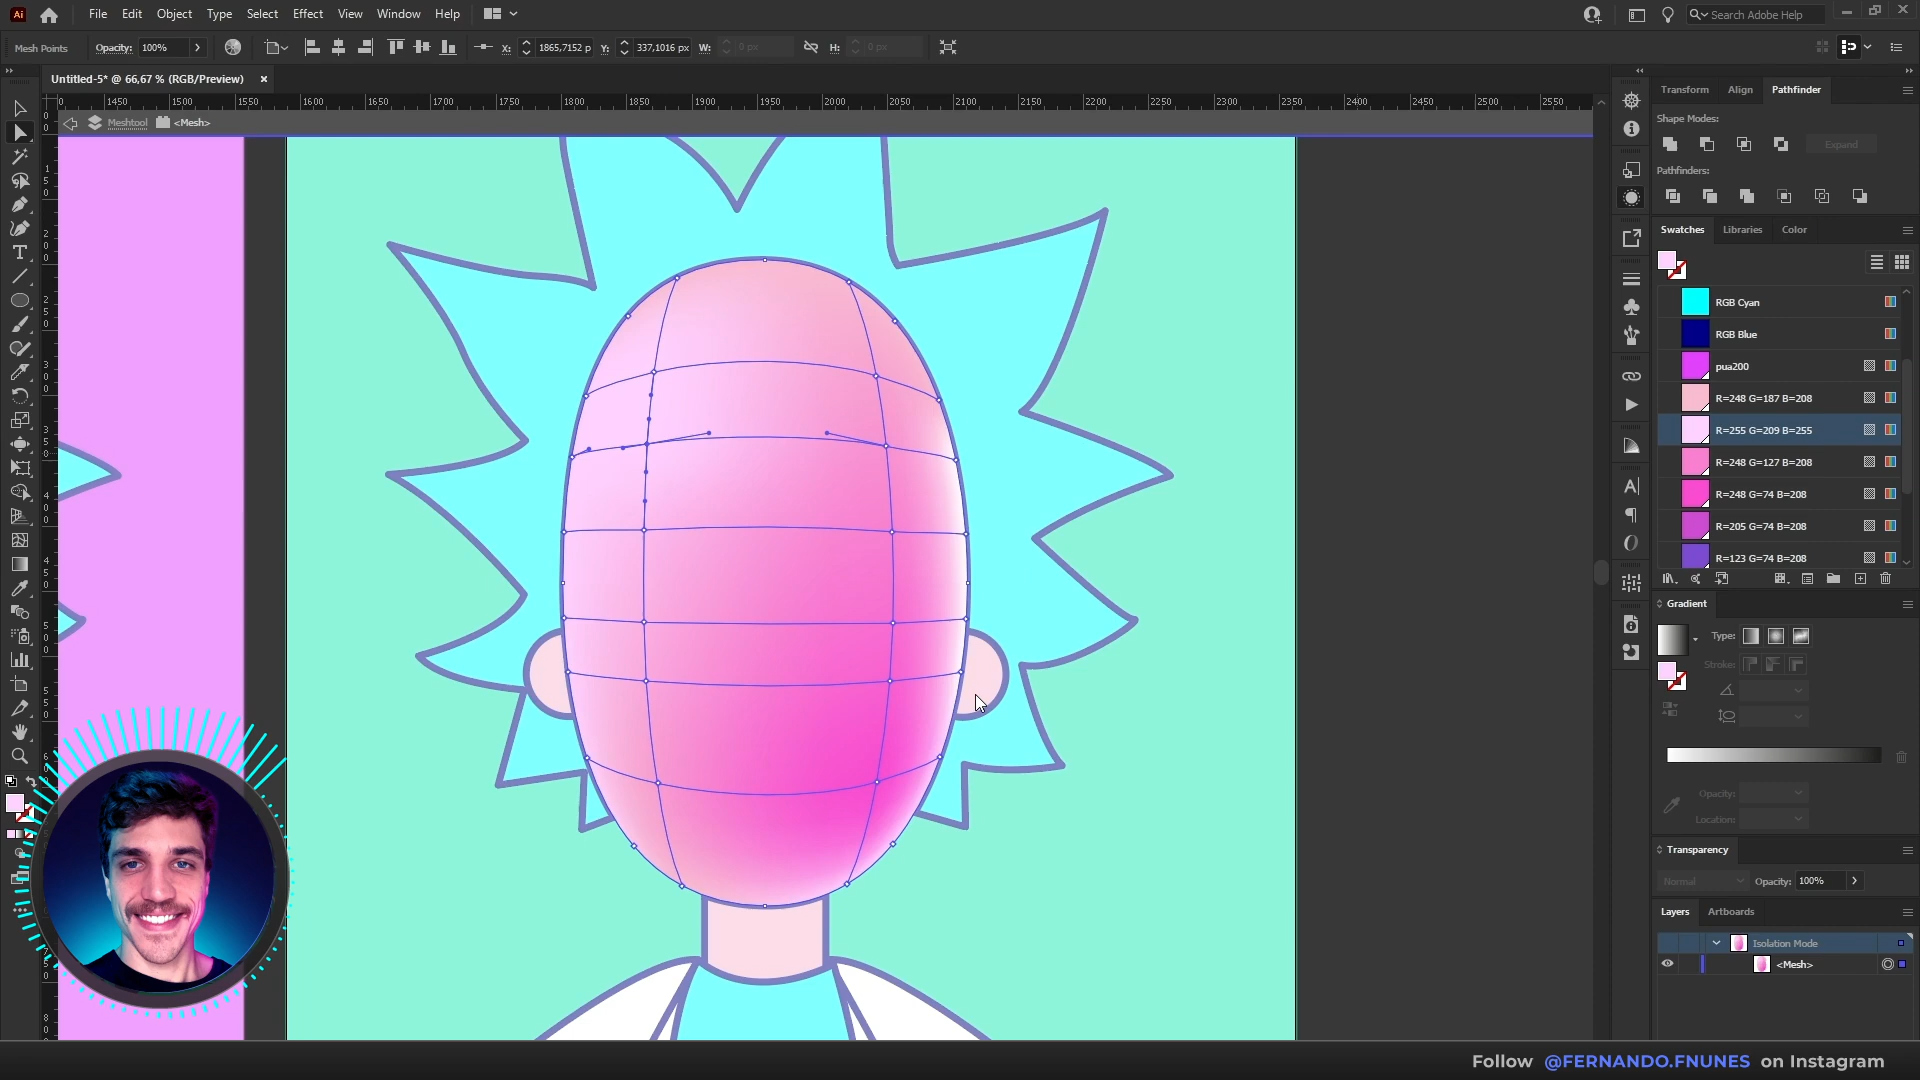 Ai File Edit Object Type Select Effect View Window Help Search Adobe Help
Mesh Points Opacity: 100% X: 1865,7152 p Y: 337,1016 px W: 0 px H: 0 px
Untitled-5* @ 66,67 % (RGB/Preview)
0 1450 1500 1550 1600 1650 1700 1750 1800 1850 1900 1950 2000 2050 2100 2150 2200 2250 2300 2350 2400 2450 2500 2550
Meshtool <Mesh>
Transform Align Pathfinder
Shape Modes:
Expand
Pathfinders:
Swatches Libraries Color
RGB Cyan
RGB Blue
pua200
R=248 G=187 B=208
R=255 G=209 B=255
R=248 G=127 B=208
R=248 G=74 B=208
R=205 G=74 B=208
R=123 G=74 B=208
Gradient
Type:
Stroke:
Opacity:
Location:
Transparency
Normal Opacity: 100%
Layers Artboards
Isolation Mode
<Mesh>
Follow @FERNANDO.FNUNES on Instagram